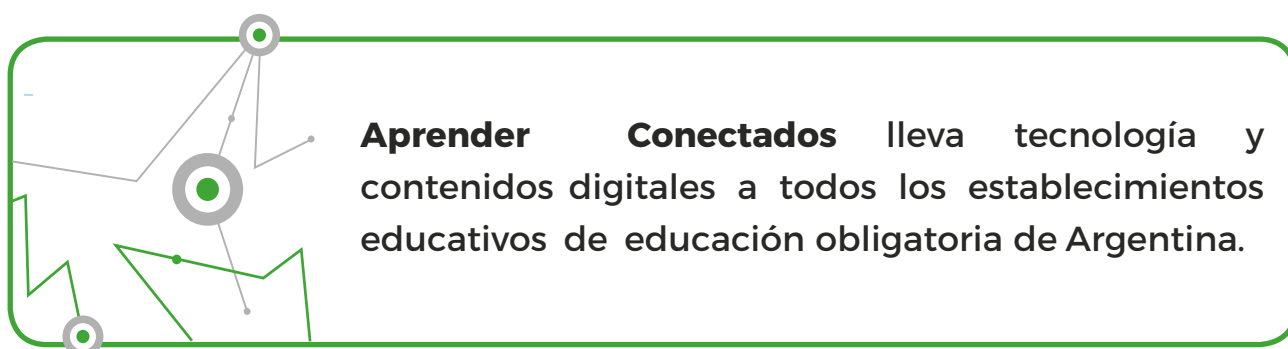 Aprender Conectados lleva tecnología y
contenidos digitales a todos los establecimientos
educativos de educación obligatoria de Argentina.